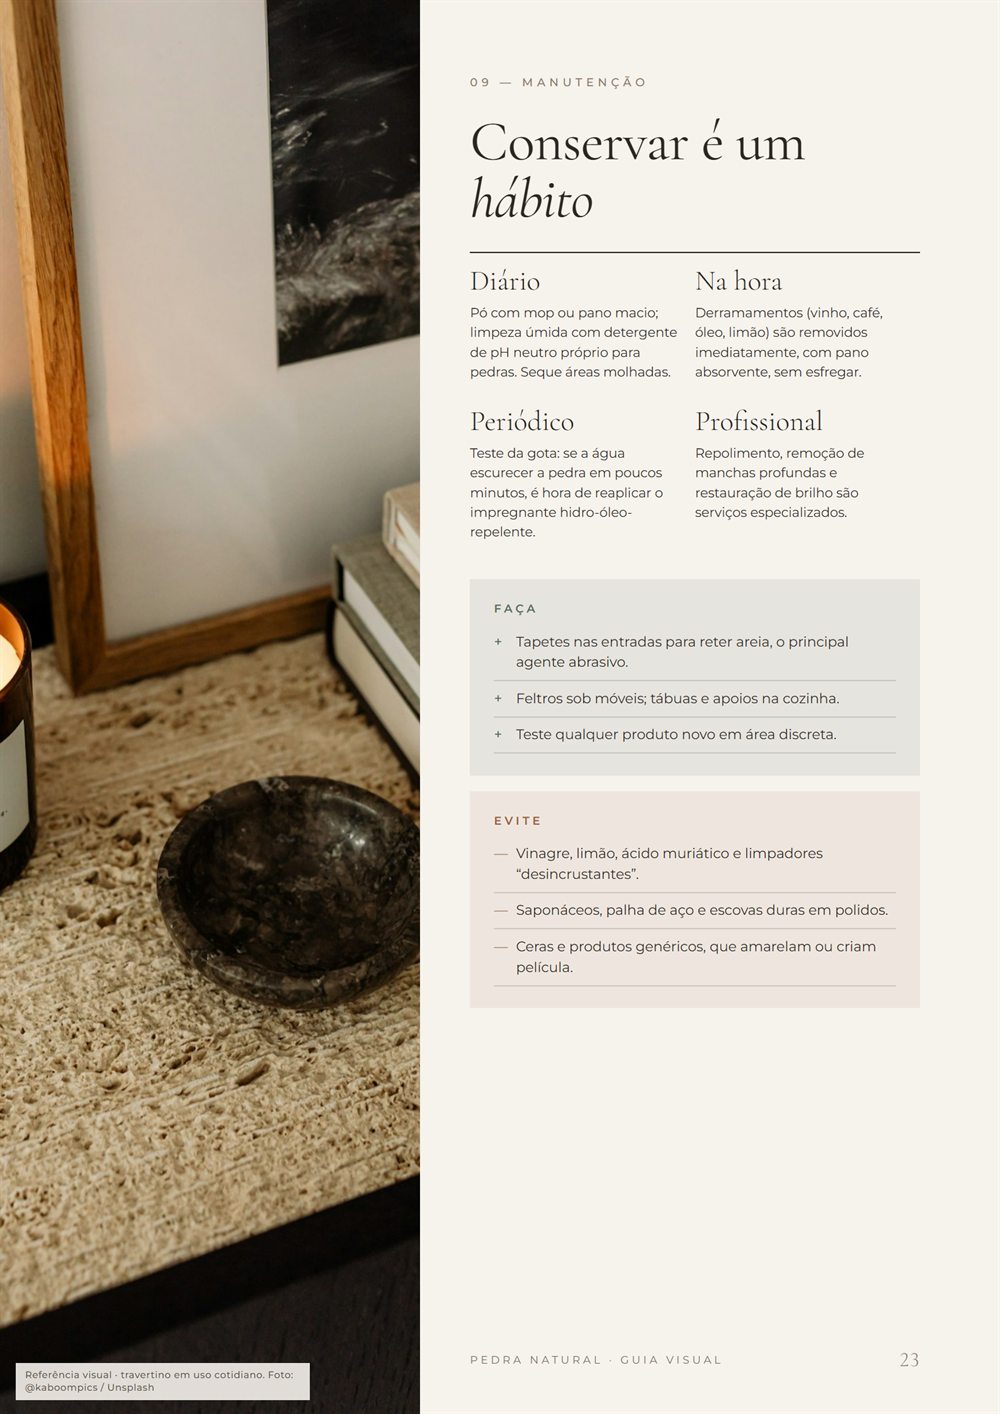 09 — MANUTENÇÃO
Conservar é um
hábito
Diário
Pó com mop ou pano macio;
limpeza úmida com detergente
de pH neutro próprio para
pedras. Seque áreas molhadas.
Na hora
Derramamentos (vinho, café,
óleo, limão) são removidos
imediatamente, com pano
absorvente, sem esfregar.
Periódico
Teste da gota: se a água
escurecer a pedra em poucos
minutos, é hora de reaplicar o
impregnante hidro-óleo-
repelente.
Profissional
Repolimento, remoção de
manchas profundas e
restauração de brilho são
serviços especializados.
FAÇA
+ Tapetes nas entradas para reter areia, o principal
agente abrasivo.
+ Feltros sob móveis; tábuas e apoios na cozinha.
+ Teste qualquer produto novo em área discreta.
EVITE
— Vinagre, limão, ácido muriático e limpadores
“desincrustantes”.
— Saponáceos, palha de aço e escovas duras em polidos.
— Ceras e produtos genéricos, que amarelam ou criam
película.
Referência visual · travertino em uso cotidiano. Foto:
@kaboompics / Unsplash
PEDRA NATURAL · GUIA VISUAL
23